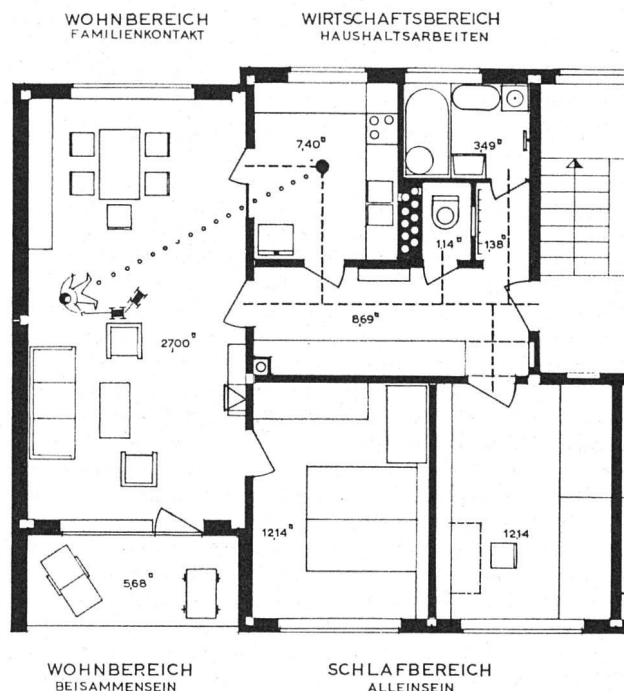 WOHNBEREICH
FAMILIENKONTAKT
WIRTSCHAFTSBEREICH
HAUSHALTSARBEITEN
7,40
3,49
1,14
1,38
8,69
27,00
12,14
12,14
5,68
WOHNBEREICH
BEISAMMENSEIN
SCHLAFBEREICH
ALLEINSEIN